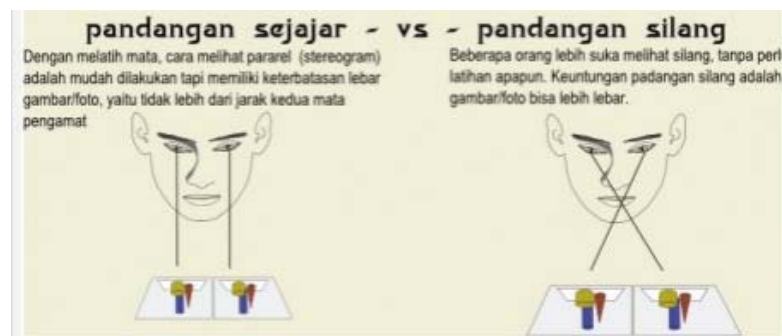 pandangan sejajar - vs - pandangan silang
Dengan melatih mata, cara melihat pararel (stereogram)
adalah mudah dilakukan tapi memiliki keterbatasan lebar
gambar/foto, yaitu tidak lebih dari jarak kedua mata
pengamat
Beberapa orang lebih suka melihat silang, tanpa perl
latihan apapun. Keuntungan padangan silang adalah
gambar/foto bisa lebih lebar.